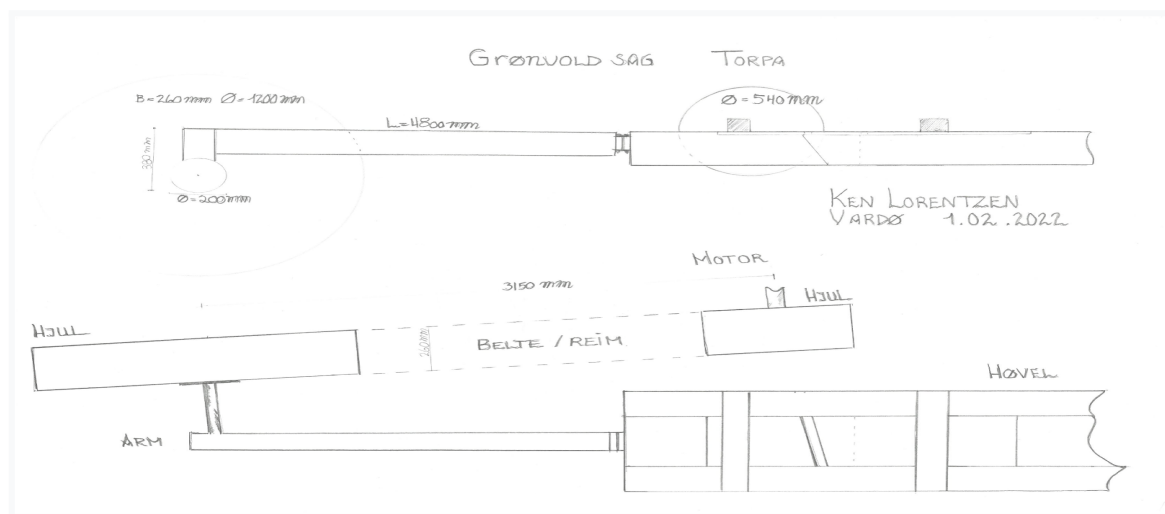 GRØNVOLD SAG TORPA
B=260mm Ø=1200mm
Ø=540mm
L=4800mm
330mm
Ø=200mm
KEN LORENTZEN
VARDØ 1.02.2022
MOTOR
3150 mm
HJUL
HJUL
260mm
BELTE / REIM
HØVEL
ARM